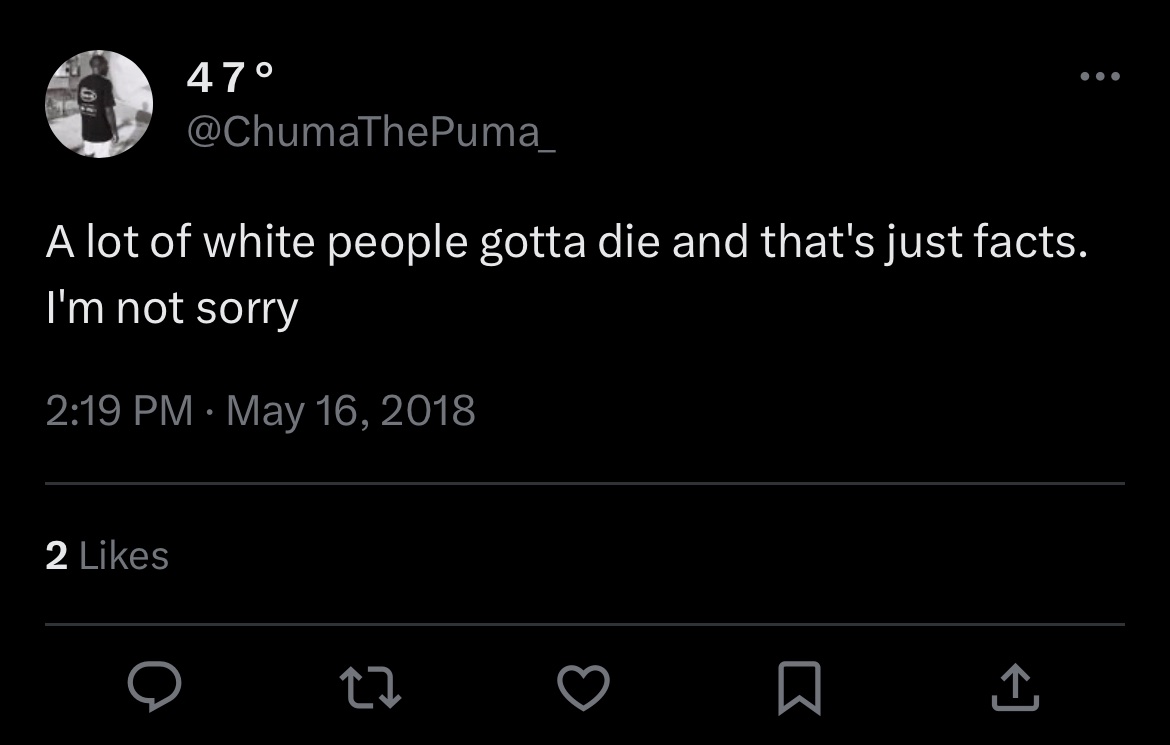 47°
@ChumaThePuma_
A lot of white people gotta die and that's just facts.
I'm not sorry
2:19 PM · May 16, 2018
2 Likes